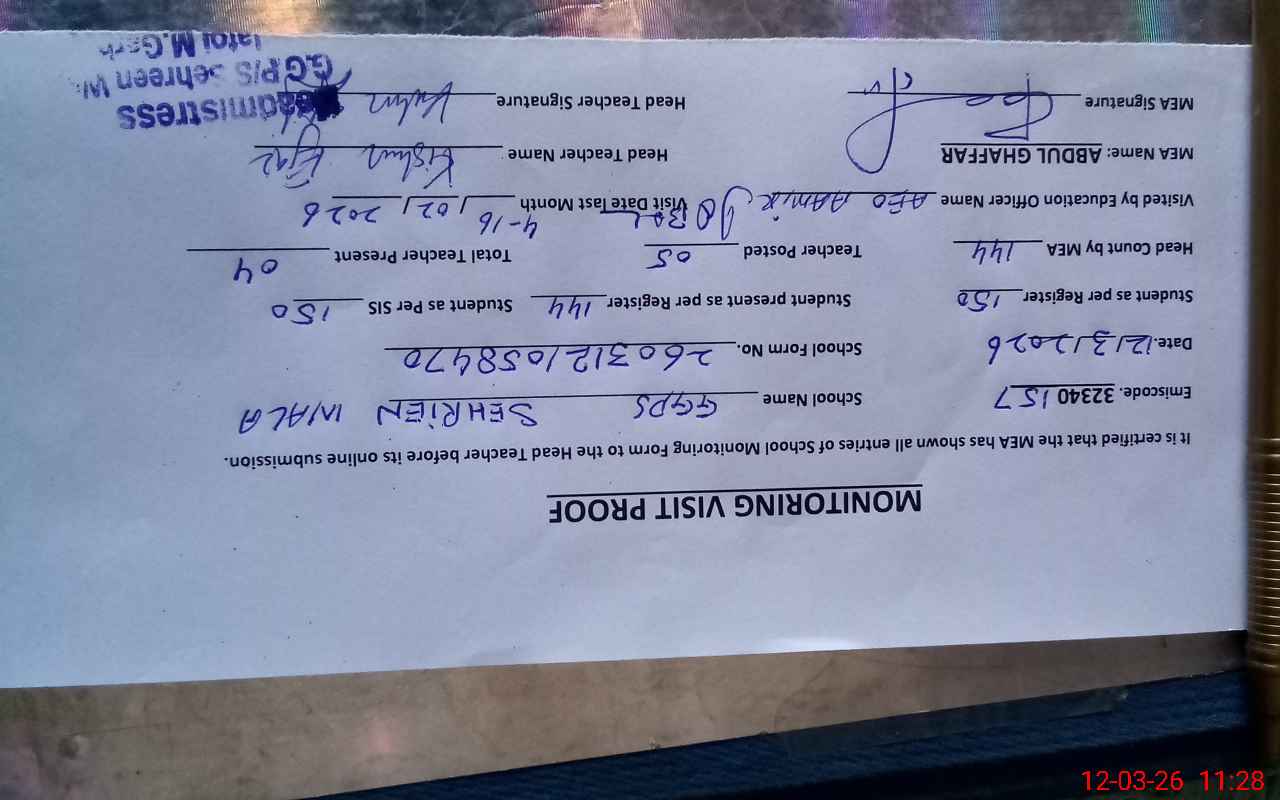 MONITORING VISIT PROOF
It is certified that the MEA has shown all entries of School Monitoring Form to the Head Teacher before its online submission.
Emiscode. 32340157 School Name GGPS SEHRIEN WALA
Date. 12/3/2026 School Form No. 2603121058470
Student as per Register 150 Student present as per Register 144 Student as Per SIS 150
Head Count by MEA 144 Teacher Posted 05 Total Teacher Present 04
Visited by Education Officer Name AEO AAMIR IQBAL Visit Date last Month 4-16/02/2026
MEA Name: ABDUL GHAFFAR Head Teacher Name
MEA Signature Head Teacher Signature
G.G.P/S Sehreen
Jatoi M.Garh
12-03-26 11:28